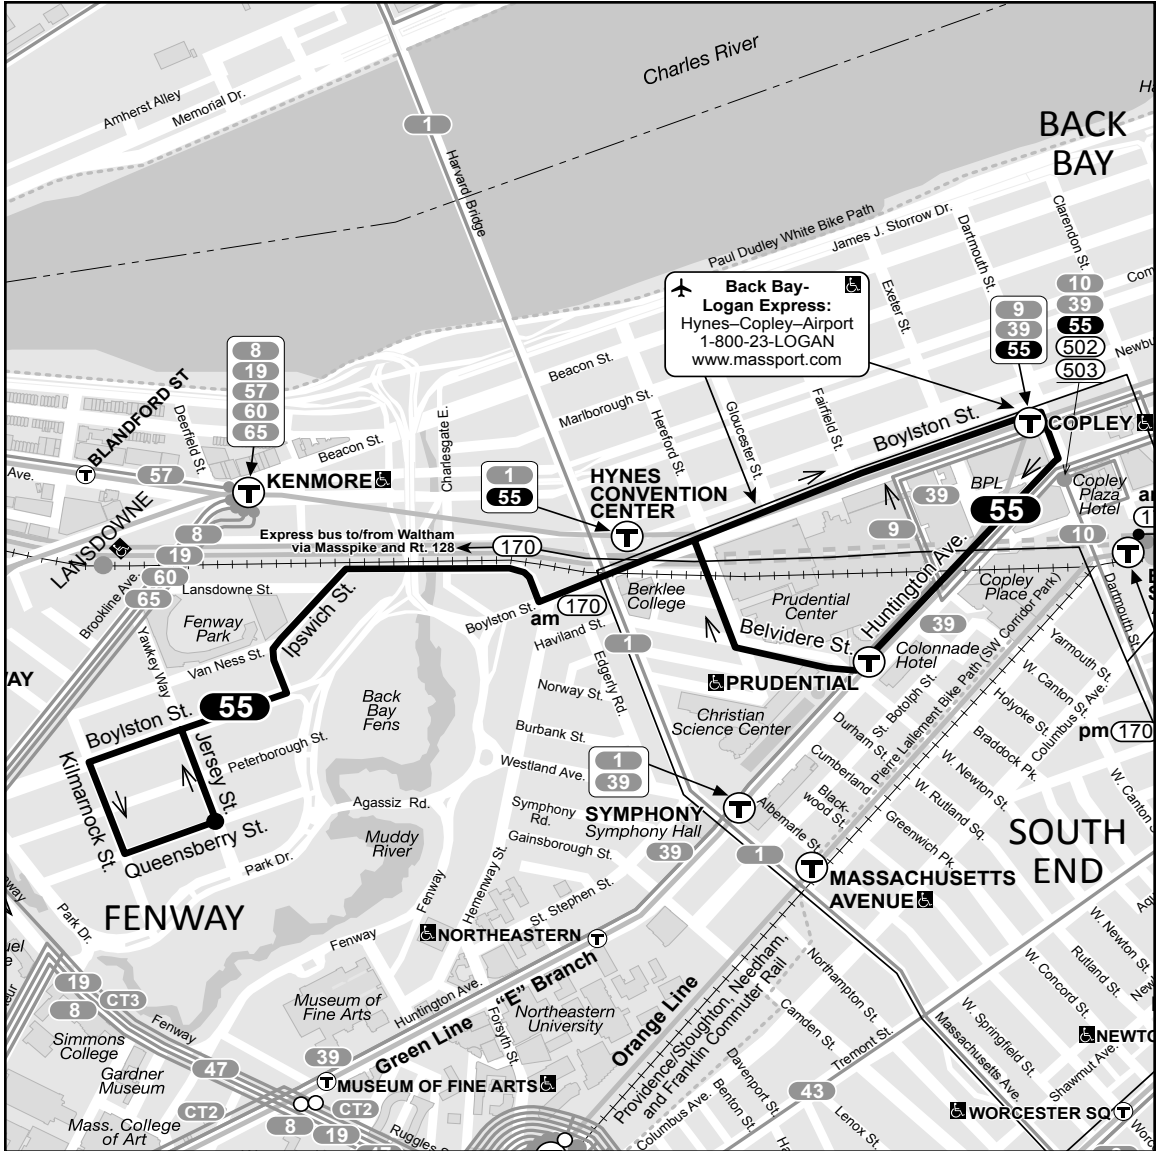 Charles River
Amherst Alley
Memorial Dr.
1
Harvard Bridge
BACK
BAY
Paul Dudley White Bike Path
James J. Storrow Dr.
Dartmouth St.
Clarendon St.
Exeter St.
Back Bay-
Logan Express:
Hynes–Copley–Airport
1-800-23-LOGAN
www.massport.com
9
39
55
10
39
55
502
503
8
19
57
60
65
BLANDFORD ST
Deerfield St.
Beacon St.
Charlesgate E.
Beacon St.
Marlborough St.
Hereford St.
Gloucester St.
Fairfield St.
Boylston St.
COPLEY
Ave.
57
KENMORE
1
55
HYNES
CONVENTION
CENTER
39
BPL
55
Copley
Plaza
Hotel
LANSDOWNE
8
19
60
65
Express bus to/from Waltham
via Masspike and Rt. 128
170
9
10
Brookline Ave.
Lansdowne St.
Fenway
Park
Yawkey Way
Van Ness St.
Ipswich St.
Boylston St.
am
170
Haviland St.
Berklee
College
Prudential
Center
Huntington Ave.
Copley
Place
Dartmouth St.
39
Belvidere St.
Colonnade
Hotel
PRUDENTIAL
1
Edgerly Rd.
Norway St.
Burbank St.
Westland Ave.
Christian
Science Center
St. Botolph St.
Durham St.
Cumberland
Blackwood St.
Albemarle St.
Pierre Lallement Bike Path (SW Corridor Park)
Yarmouth St.
W. Canton St.
Columbus Ave.
Holyoke St.
Braddock Pk.
W. Newton St.
W. Rutland Sq.
Greenwich Pk.
pm
170
W. Canton
55
Boylston St.
Back
Bay
Fens
Kilmarnock St.
Jersey St.
Peterborough St.
Queensberry St.
Agassiz Rd.
Park Dr.
Muddy
River
1
39
SYMPHONY
Symphony Hall
39
1
Symphony
Rd.
Gainsborough St.
Hemenway St.
St. Stephen St.
SOUTH
END
MASSACHUSETTS
AVENUE
FENWAY
Park Dr.
Fenway
Fenway
NORTHEASTERN
19
8
CT3
Fenway
Simmons
College
Gardner
Museum
47
39
Museum of
Fine Arts
Huntington Ave.
Green Line "E" Branch
Northeastern
University
Forsyth St.
Orange Line
Providence/Stoughton, Needham,
and Franklin Commuter Rail
Northampton St.
Camden St.
Tremont St.
Davenport St.
Benton St.
Columbus Ave.
Lenox St.
43
W. Newton St.
Rutland St.
W. Concord St.
W. Springfield St.
Massachusetts Ave.
Shawmut Ave.
NEWTO
WORCESTER SQ
MUSEUM OF FINE ARTS
CT2
CT2
8
19
Ruggles S
Mass. College
of Art